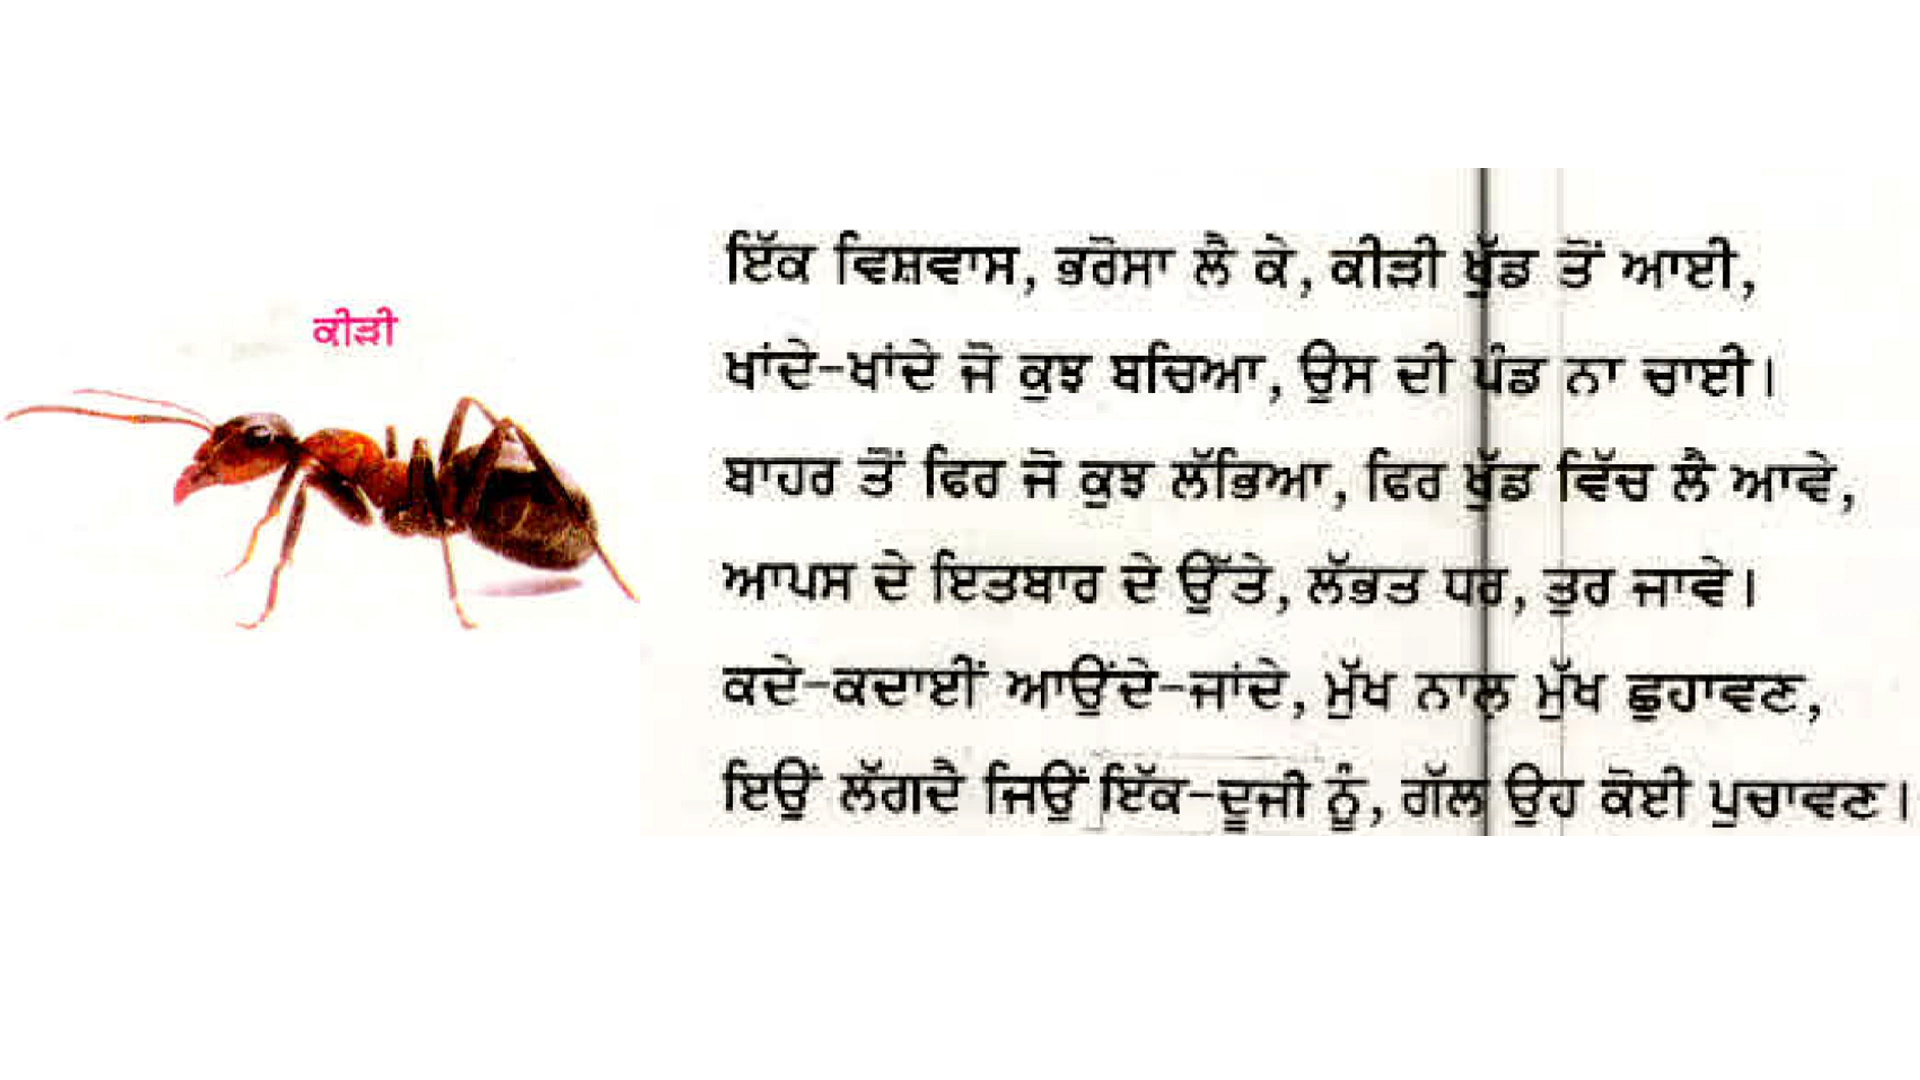 ਕੀੜੀ
ਇੱਕ ਵਿਸ਼ਵਾਸ, ਭਰੋਸਾ ਲੈ ਕੇ, ਕੀੜੀ ਖੁੱਡ ਤੋਂ ਆਈ,
ਖਾਂਦੇ-ਖਾਂਦੇ ਜੋ ਕੁਝ ਬਚਿਆ, ਉਸ ਦੀ ਪੰਡ ਨਾ ਚਾਈ।
ਬਾਹਰ ਤੋਂ ਫਿਰ ਜੋ ਕੁਝ ਲੱਭਿਆ, ਫਿਰ ਖੁੱਡ ਵਿੱਚ ਲੈ ਆਵੇ,
ਆਪਸ ਦੇ ਇਤਬਾਰ ਦੇ ਉੱਤੇ, ਲੱਭਤ ਧਰ, ਤੁਰ ਜਾਵੇ।
ਕਦੇ-ਕਦਾਈਂ ਆਉਂਦੇ-ਜਾਂਦੇ, ਮੁੱਖ ਨਾਲ਼ ਮੁੱਖ ਛੁਹਾਵਣ,
ਇਉਂ ਲੱਗਦੈ ਜਿਉਂ ਇੱਕ-ਦੂਜੀ ਨੂੰ, ਗੱਲ ਉਹ ਕੋਈ ਪੁਚਾਵਣ।